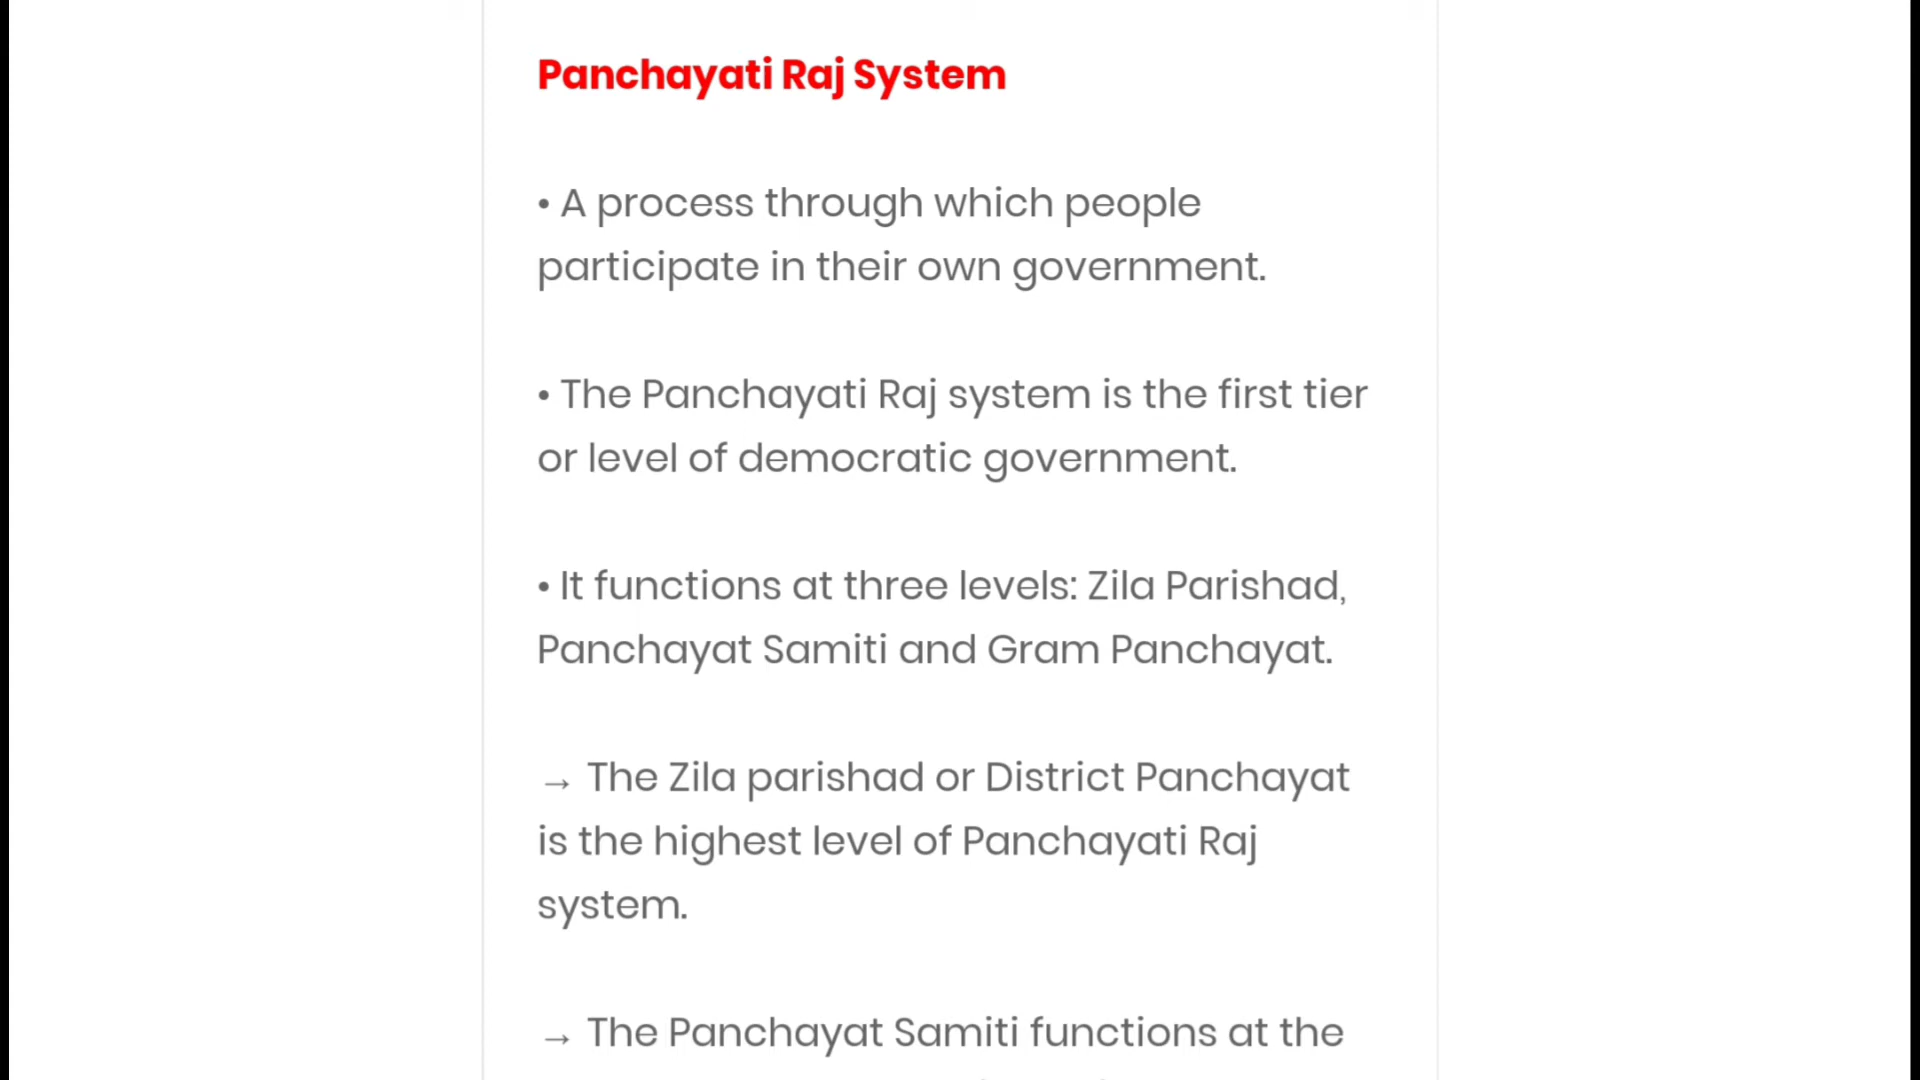 Panchayati Raj System
• A process through which people
participate in their own government.
• The Panchayati Raj system is the first tier
or level of democratic government.
• It functions at three levels: Zila Parishad,
Panchayat Samiti and Gram Panchayat.
→ The Zila parishad or District Panchayat
is the highest level of Panchayati Raj
system.
→ The Panchayat Samiti functions at the